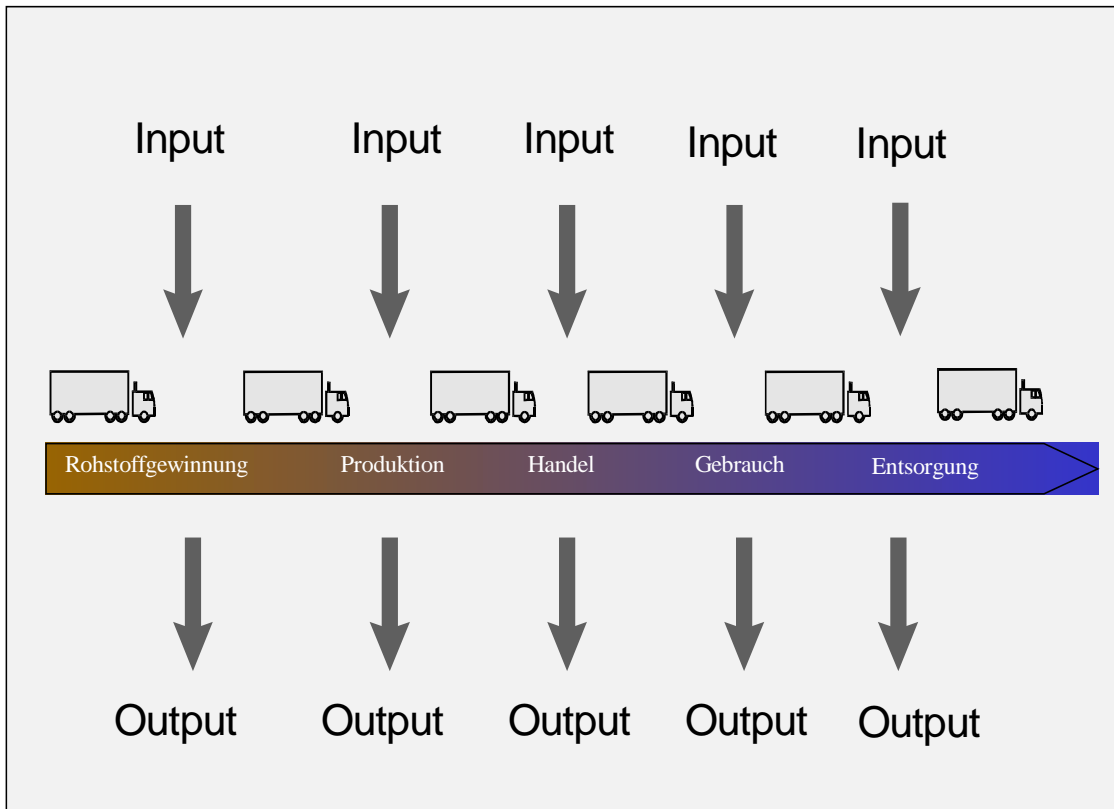 Input Input Input Input Input
Rohstoffgewinnung Produktion Handel Gebrauch Entsorgung
Output Output Output Output Output